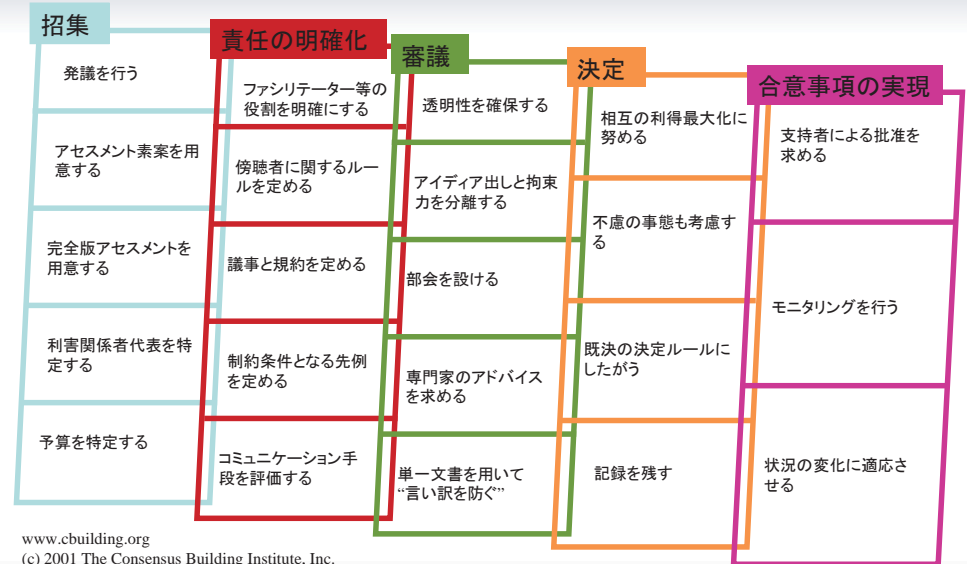 招集
発議を行う
アセスメント素案を用
意する
完全版アセスメントを
用意する
利害関係者代表を特
定する
予算を特定する
責任の明確化
ファシリテーター等の
役割を明確にする
傍聴者に関するルー
ルを定める
議事と規約を定める
制約条件となる先例
を定める
コミュニケーション手
段を評価する
審議
透明性を確保する
アイディア出しと拘束
力を分離する
部会を設ける
専門家のアドバイス
を求める
単一文書を用いて
“言い訳を防ぐ”
決定
相互の利得最大化に
努める
不慮の事態も考慮す
る
既決の決定ルールに
したがう
記録を残す
合意事項の実現
支持者による批准を
求める
モニタリングを行う
状況の変化に適応さ
せる
www.cbuilding.org
(c) 2001 The Consensus Building Institute, Inc.